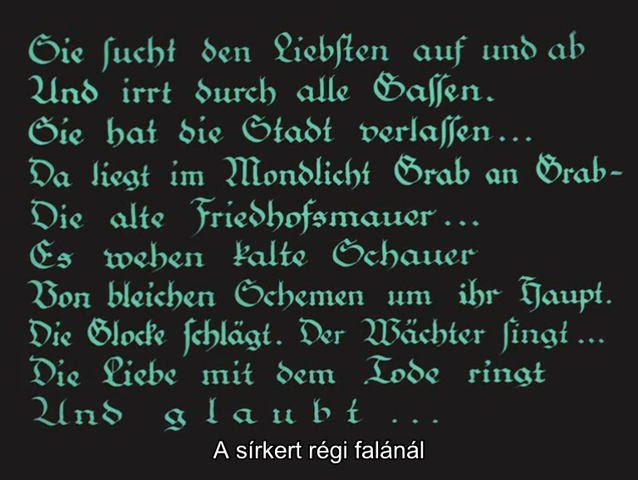 Sie sucht den Liebsten auf und ab
Und irrt durch alle Gassen.
Sie hat die Stadt verlassen...
Da liegt im Mondlicht Grab an Grab-
Die alte Friedhofsmauer...
Es wehen kalte Schauer
Von bleichen Schemen um ihr Haupt.
Die Glocke schlägt. Der Wächter singt...
Die Liebe mit dem Tode ringt
Und glaubt...
A sírkert régi falánál